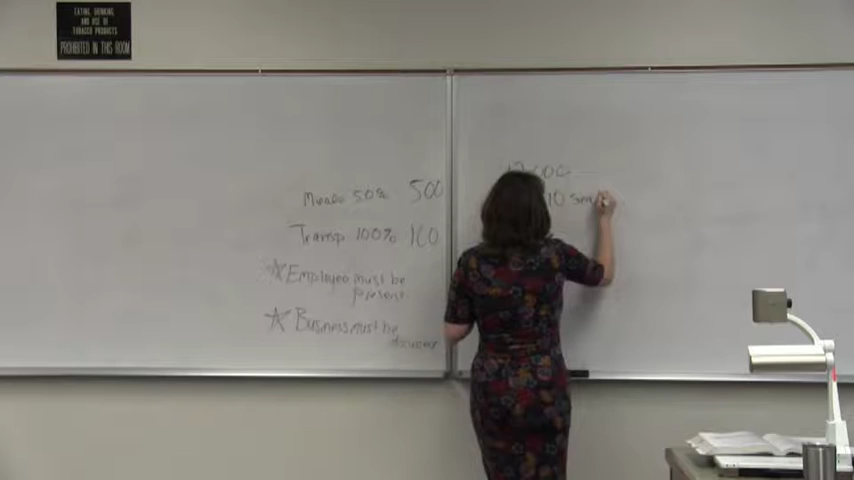 EATING, DRINKING,
AND USE OF
TOBACCO PRODUCTS
PROHIBITED IN THIS ROOM
Meals 50% 500
Transp 100% 100
☆ Employee must be
present
☆ Business must be
discussed
000
10